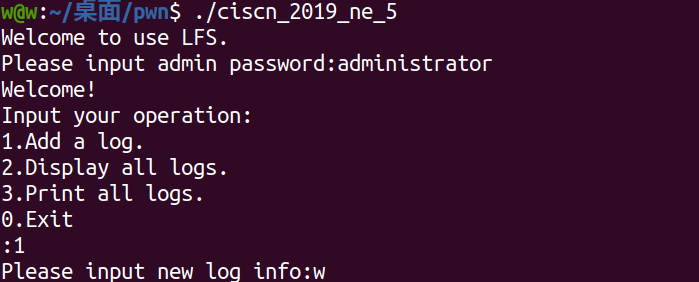 w@w:~/桌面/pwn$ ./ciscn_2019_ne_5
Welcome to use LFS.
Please input admin password:administrator
Welcome!
Input your operation:
1.Add a log.
2.Display all logs.
3.Print all logs.
0.Exit
:1
Please input new log info:w